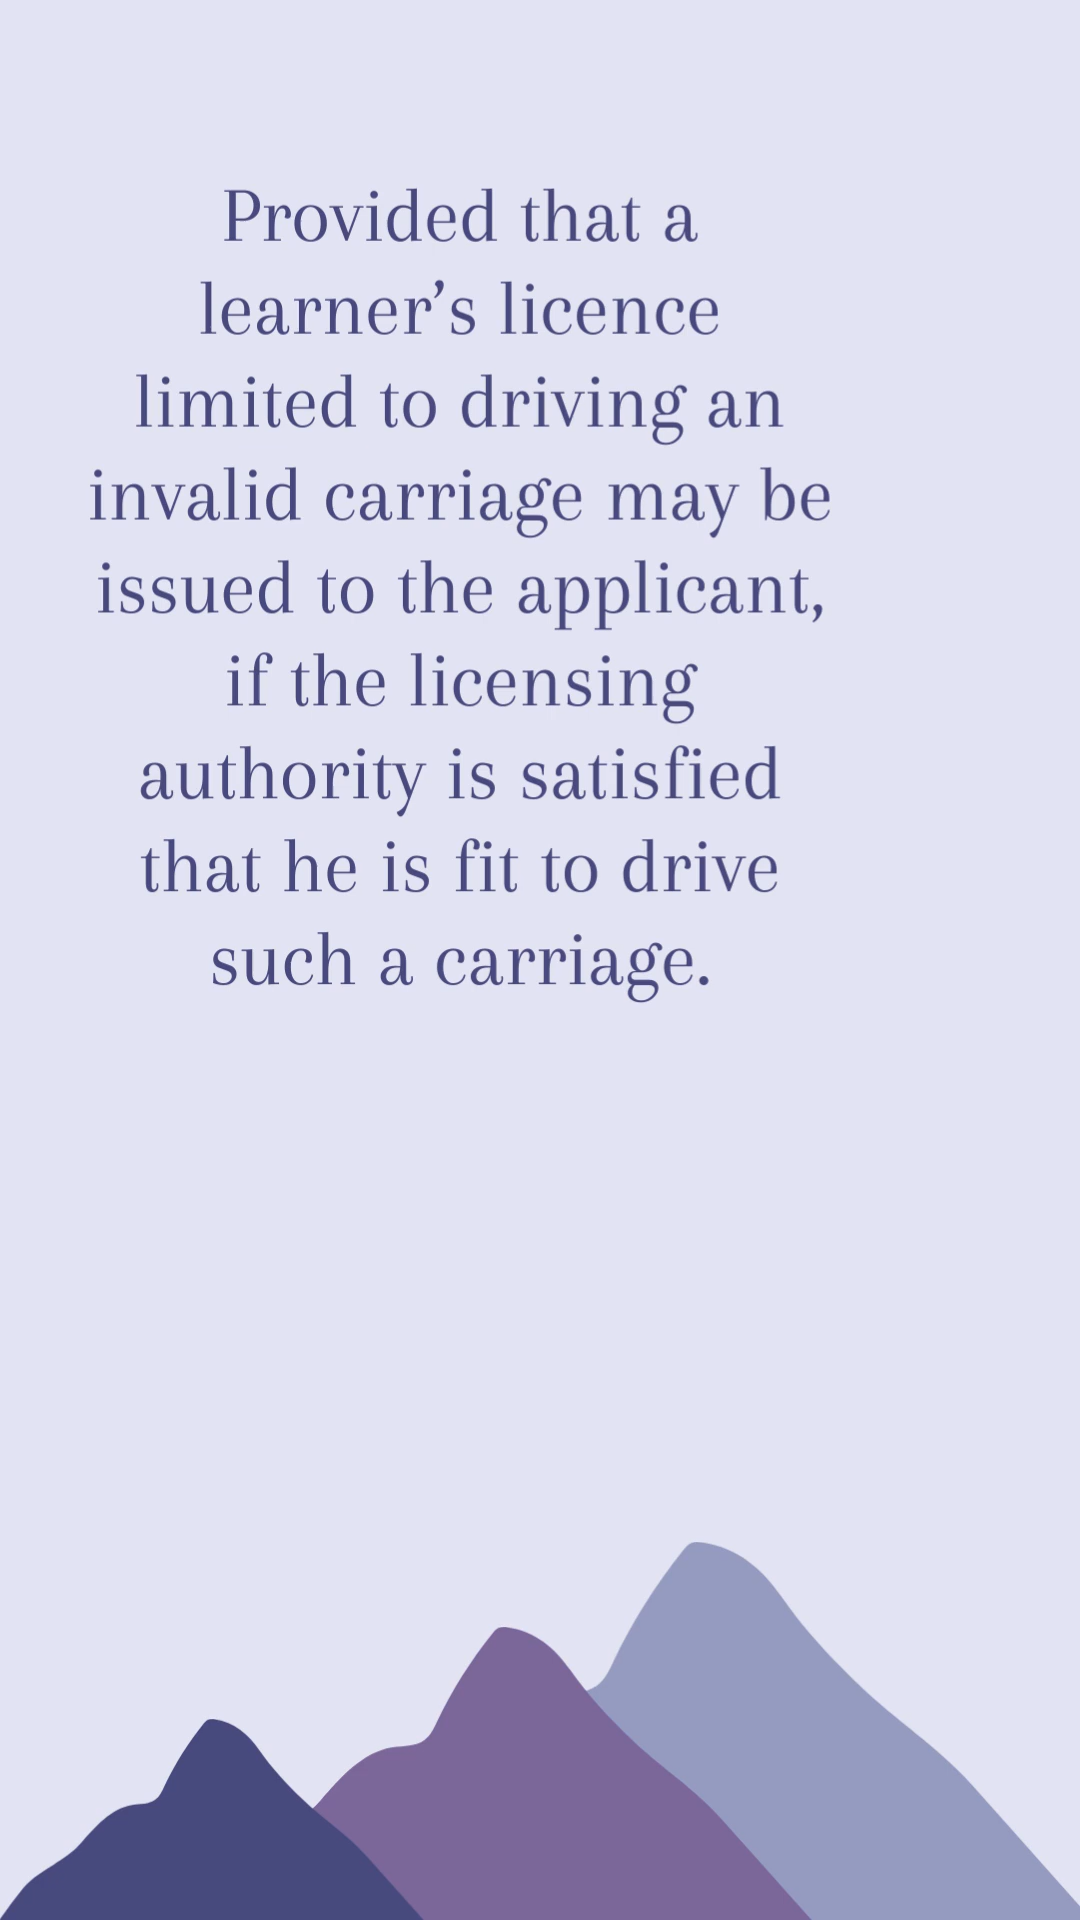 Provided that a
learner’s licence
limited to driving an
invalid carriage may be
issued to the applicant,
if the licensing
authority is satisfied
that he is fit to drive
such a carriage.